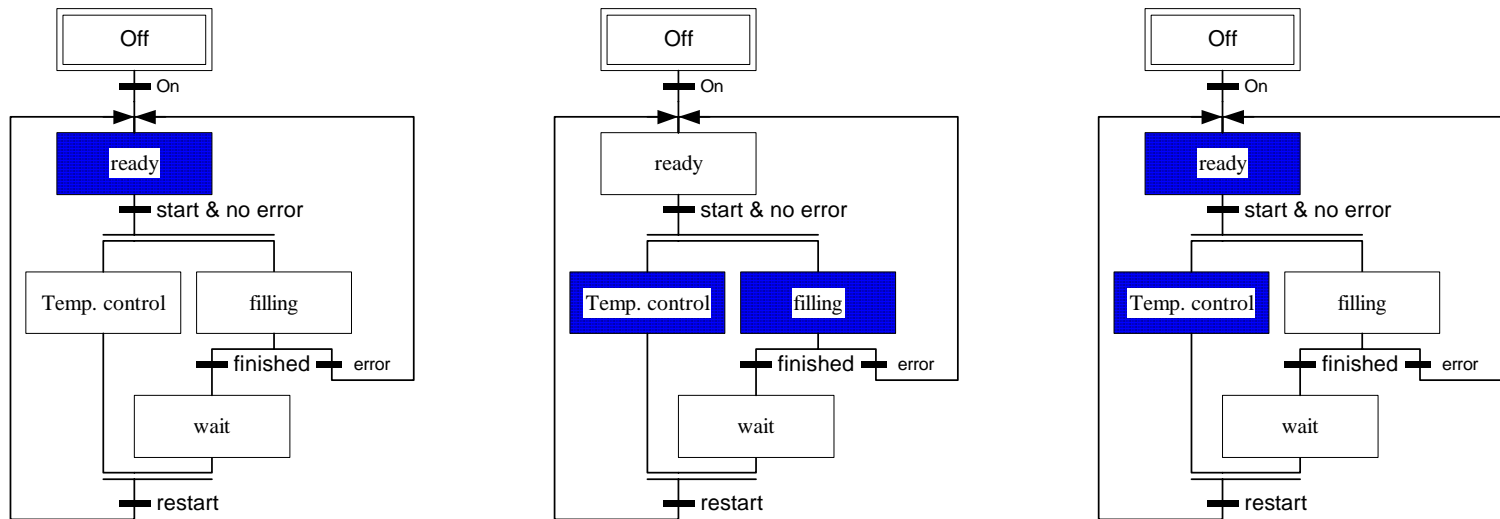 Off
On
ready
start & no error
Temp. control
filling
finished
error
wait
restart
Off
On
ready
start & no error
Temp. control
filling
finished
error
wait
restart
Off
On
ready
start & no error
Temp. control
filling
finished
error
wait
restart